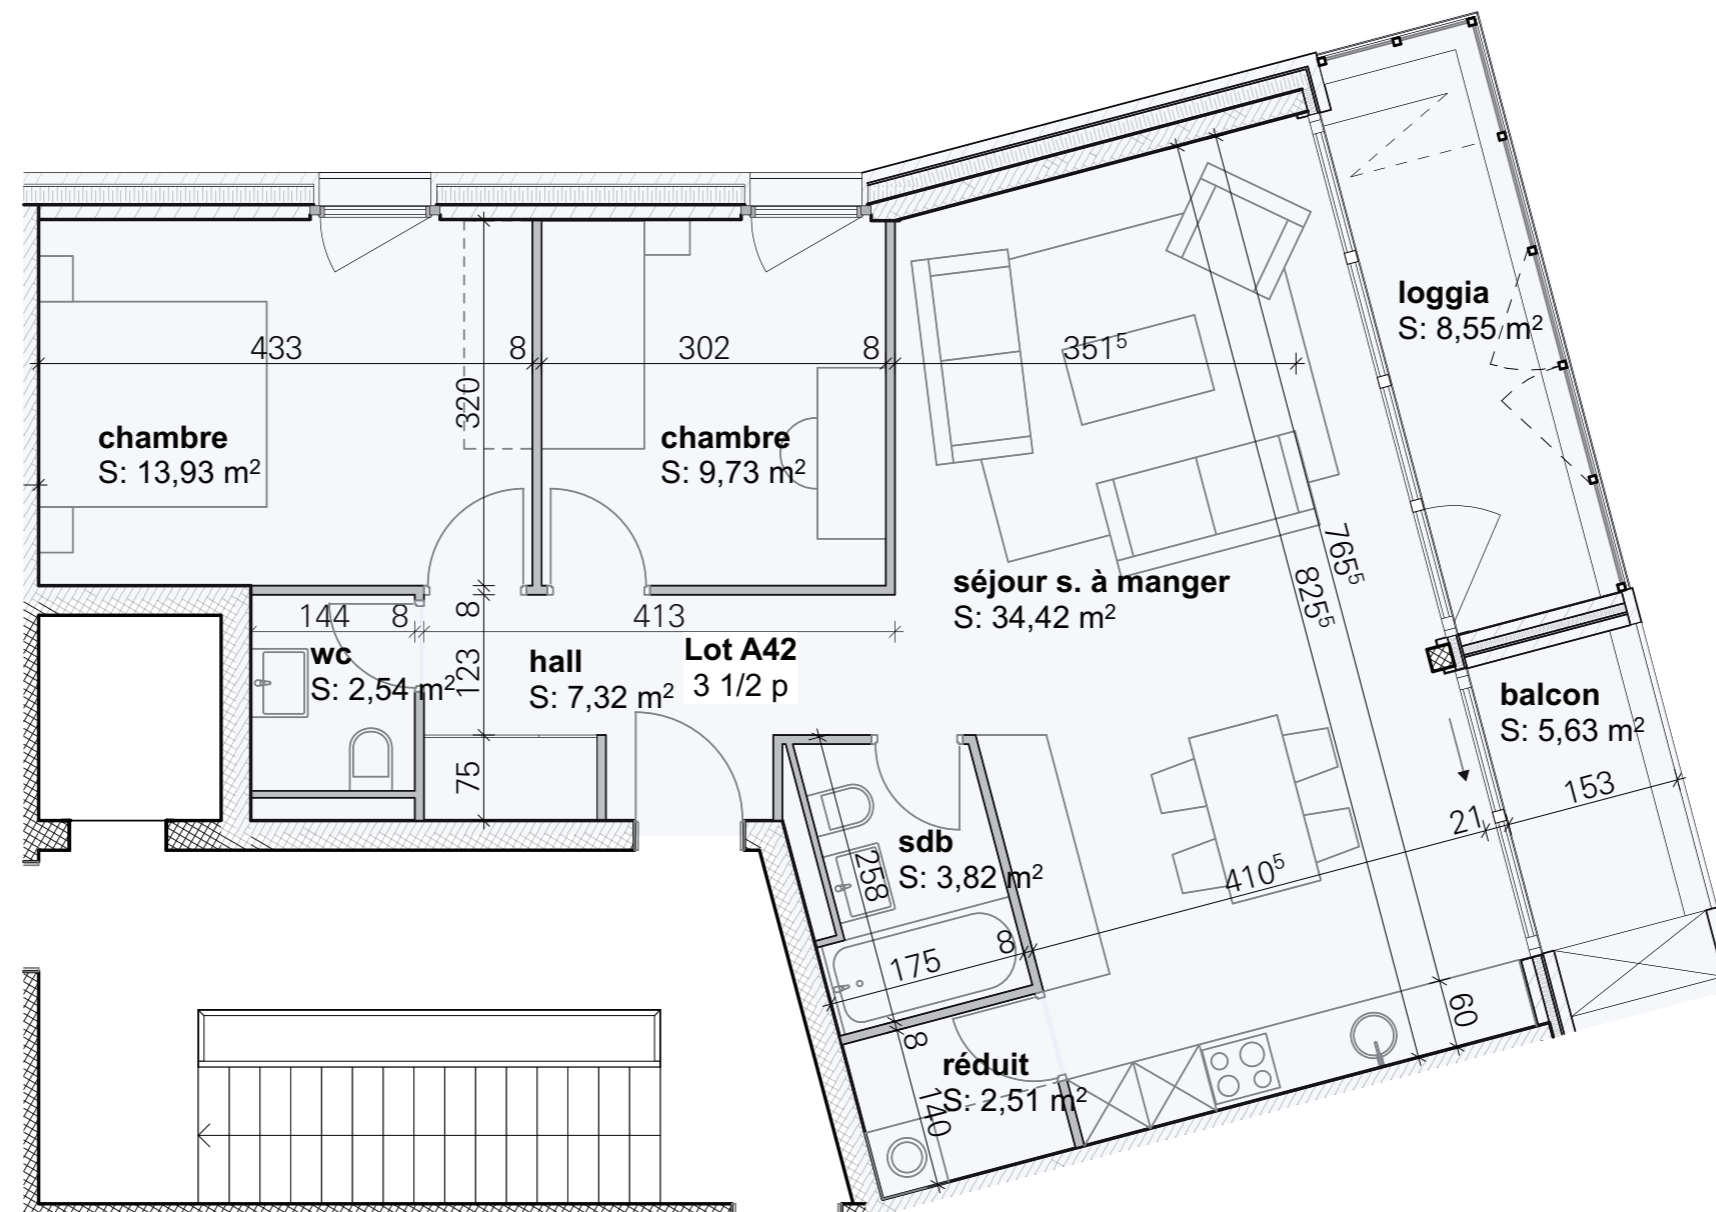 loggia
S: 8,55 m²
433
8
302
8
351⁵
320
chambre
S: 13,93 m²
chambre
S: 9,73 m²
765⁵
825⁵
séjour s. à manger
S: 34,42 m²
144
8
8
413
wc
S: 2,54 m²
123
hall
S: 7,32 m²
Lot A42
3 1/2 p
balcon
S: 5,63 m²
75
153
21
sdb
S: 3,82 m²
258
410⁵
175
8
60
8
réduit
S: 2,51 m²
140